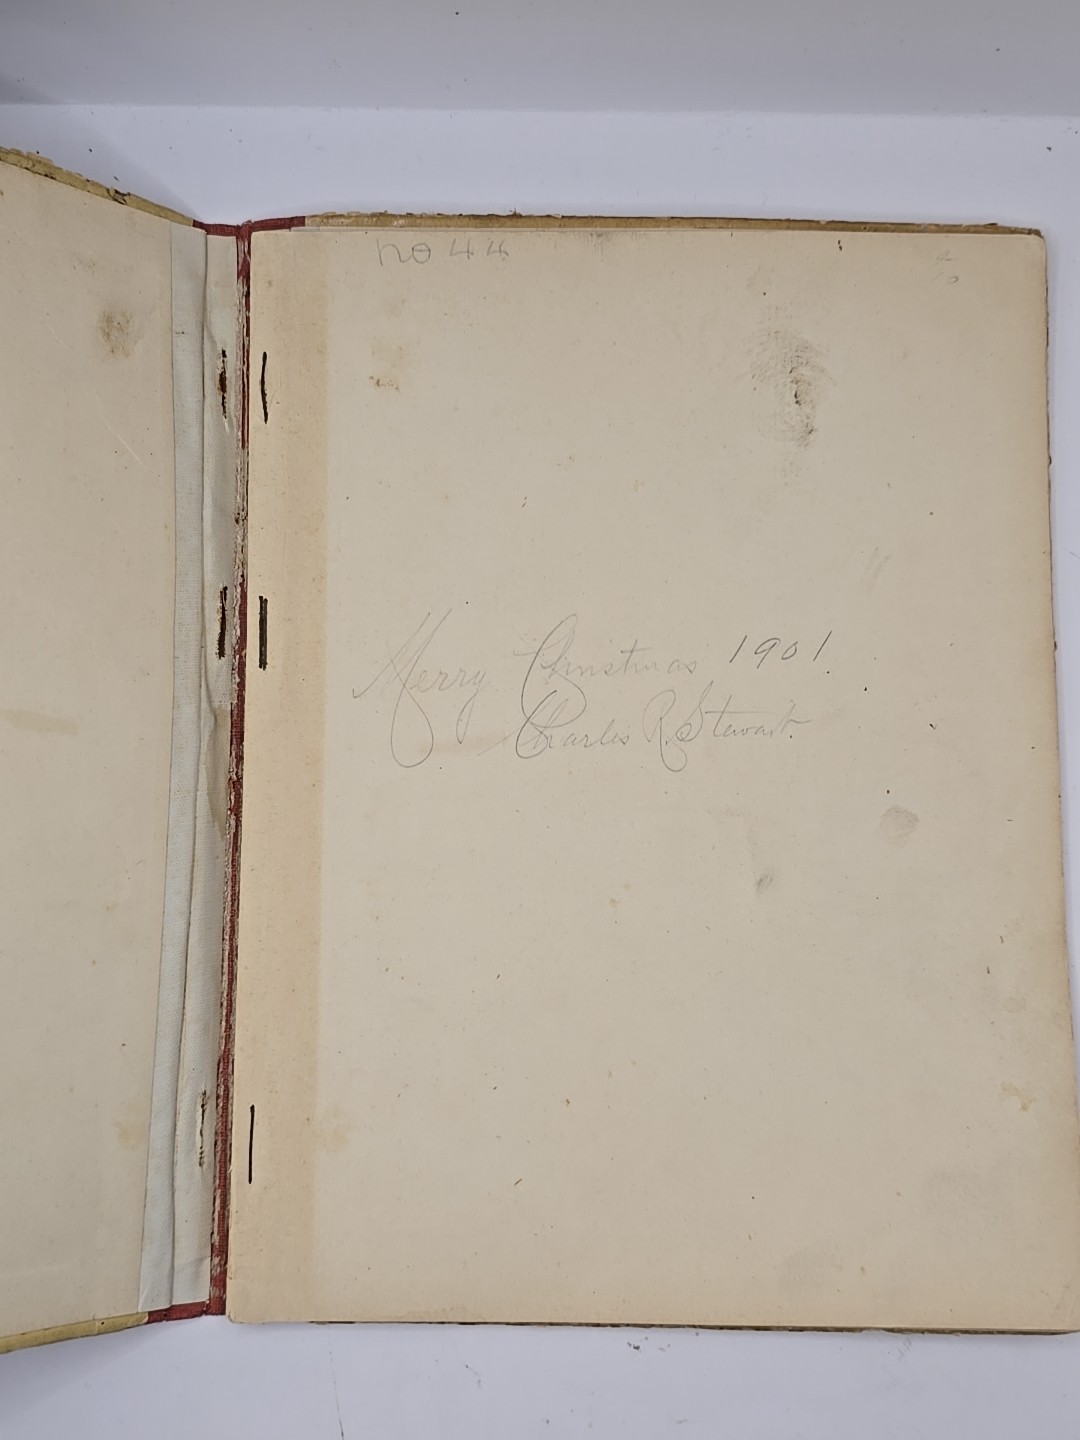 no 44
Merry Christmas 1901.
Charles R. Stewart.